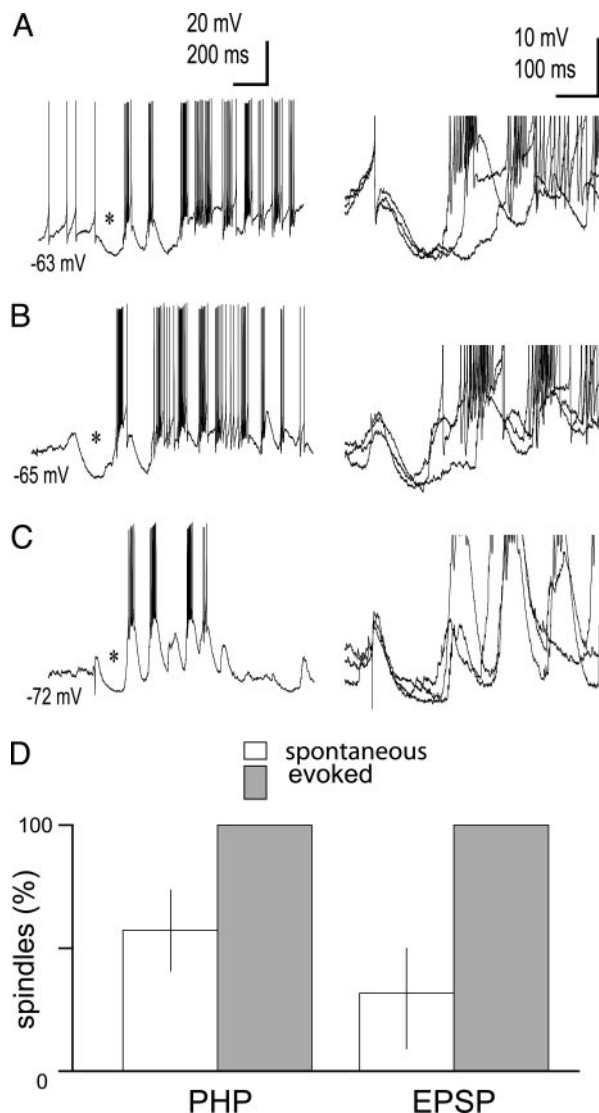 A
20 mV
200 ms
10 mV
100 ms
*
-63 mV
B
*
-65 mV
C
*
-72 mV
D
spontaneous
evoked
100
spindles (%)
0
PHP
EPSP